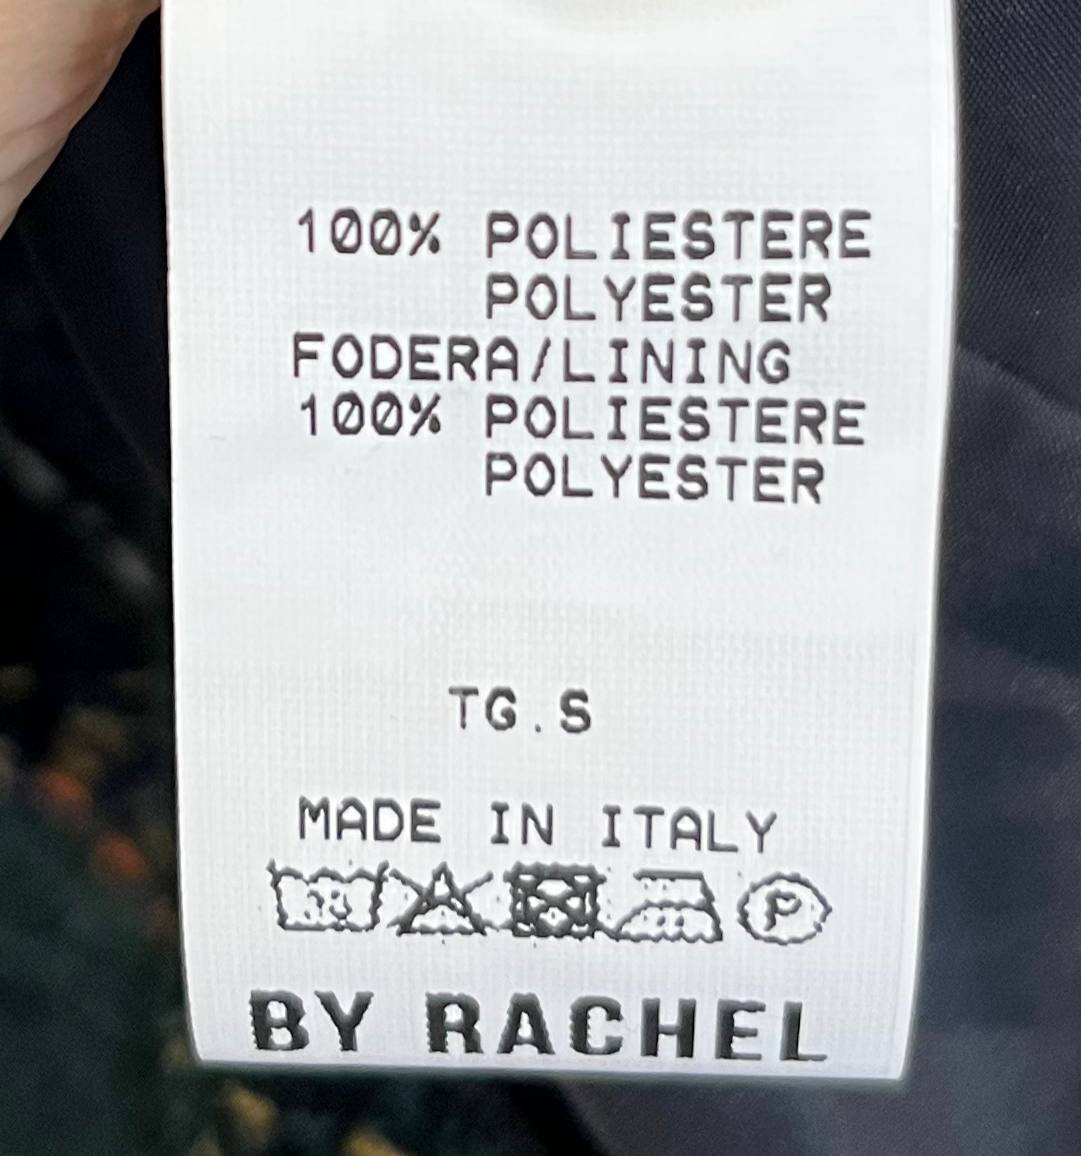 100% POLIESTERE
POLYESTER
FODERA/LINING
100% POLIESTERE
POLYESTER
TG.S
MADE IN ITALY
P
BY RACHEL